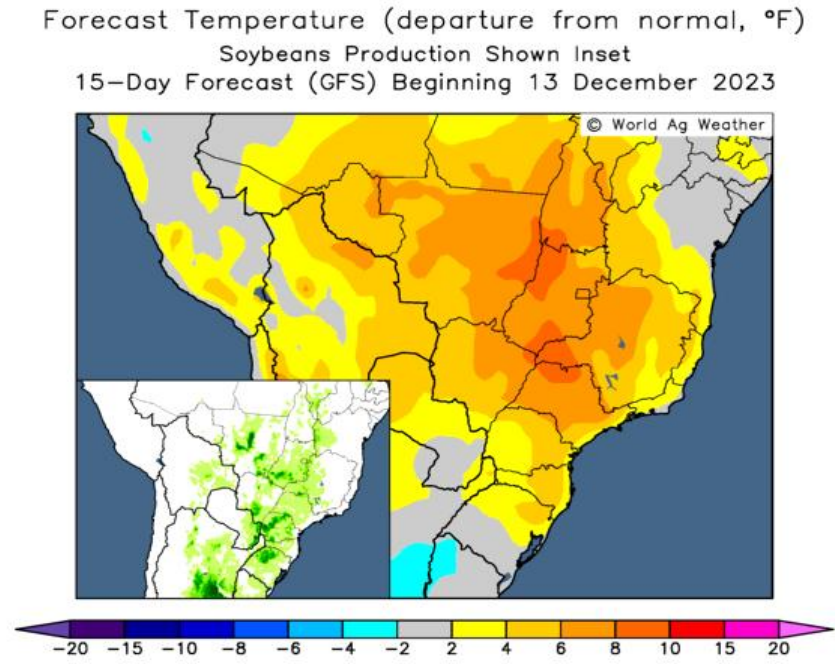 Forecast Temperature (departure from normal, °F)
Soybeans Production Shown Inset
15-Day Forecast (GFS) Beginning 13 December 2023
© World Ag Weather
-20 -15 -10 -8 -6 -4 -2 2 4 6 8 10 15 20 °F